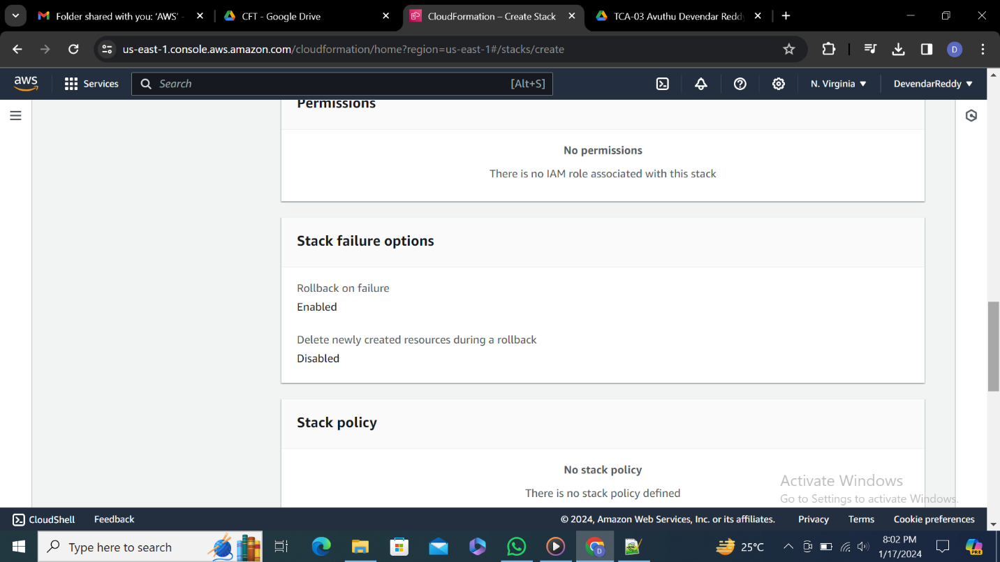 Folder shared with you: 'AWS' -
CFT - Google Drive
CloudFormation – Create Stack
TCA-03 Avuthu Devendar Reddy
us-east-1.console.aws.amazon.com/cloudformation/home?region=us-east-1#/stacks/create
D
aws
Services
Search
[Alt+S]
N. Virginia
DevendarReddy
Permissions
No permissions
There is no IAM role associated with this stack
Stack failure options
Rollback on failure
Enabled
Delete newly created resources during a rollback
Disabled
Stack policy
No stack policy
There is no stack policy defined
Activate Windows
Go to Settings to activate Windows.
CloudShell
Feedback
© 2024, Amazon Web Services, Inc. or its affiliates.
Privacy
Terms
Cookie preferences
Type here to search
D
25°C
8:02 PM
1/17/2024
PRE